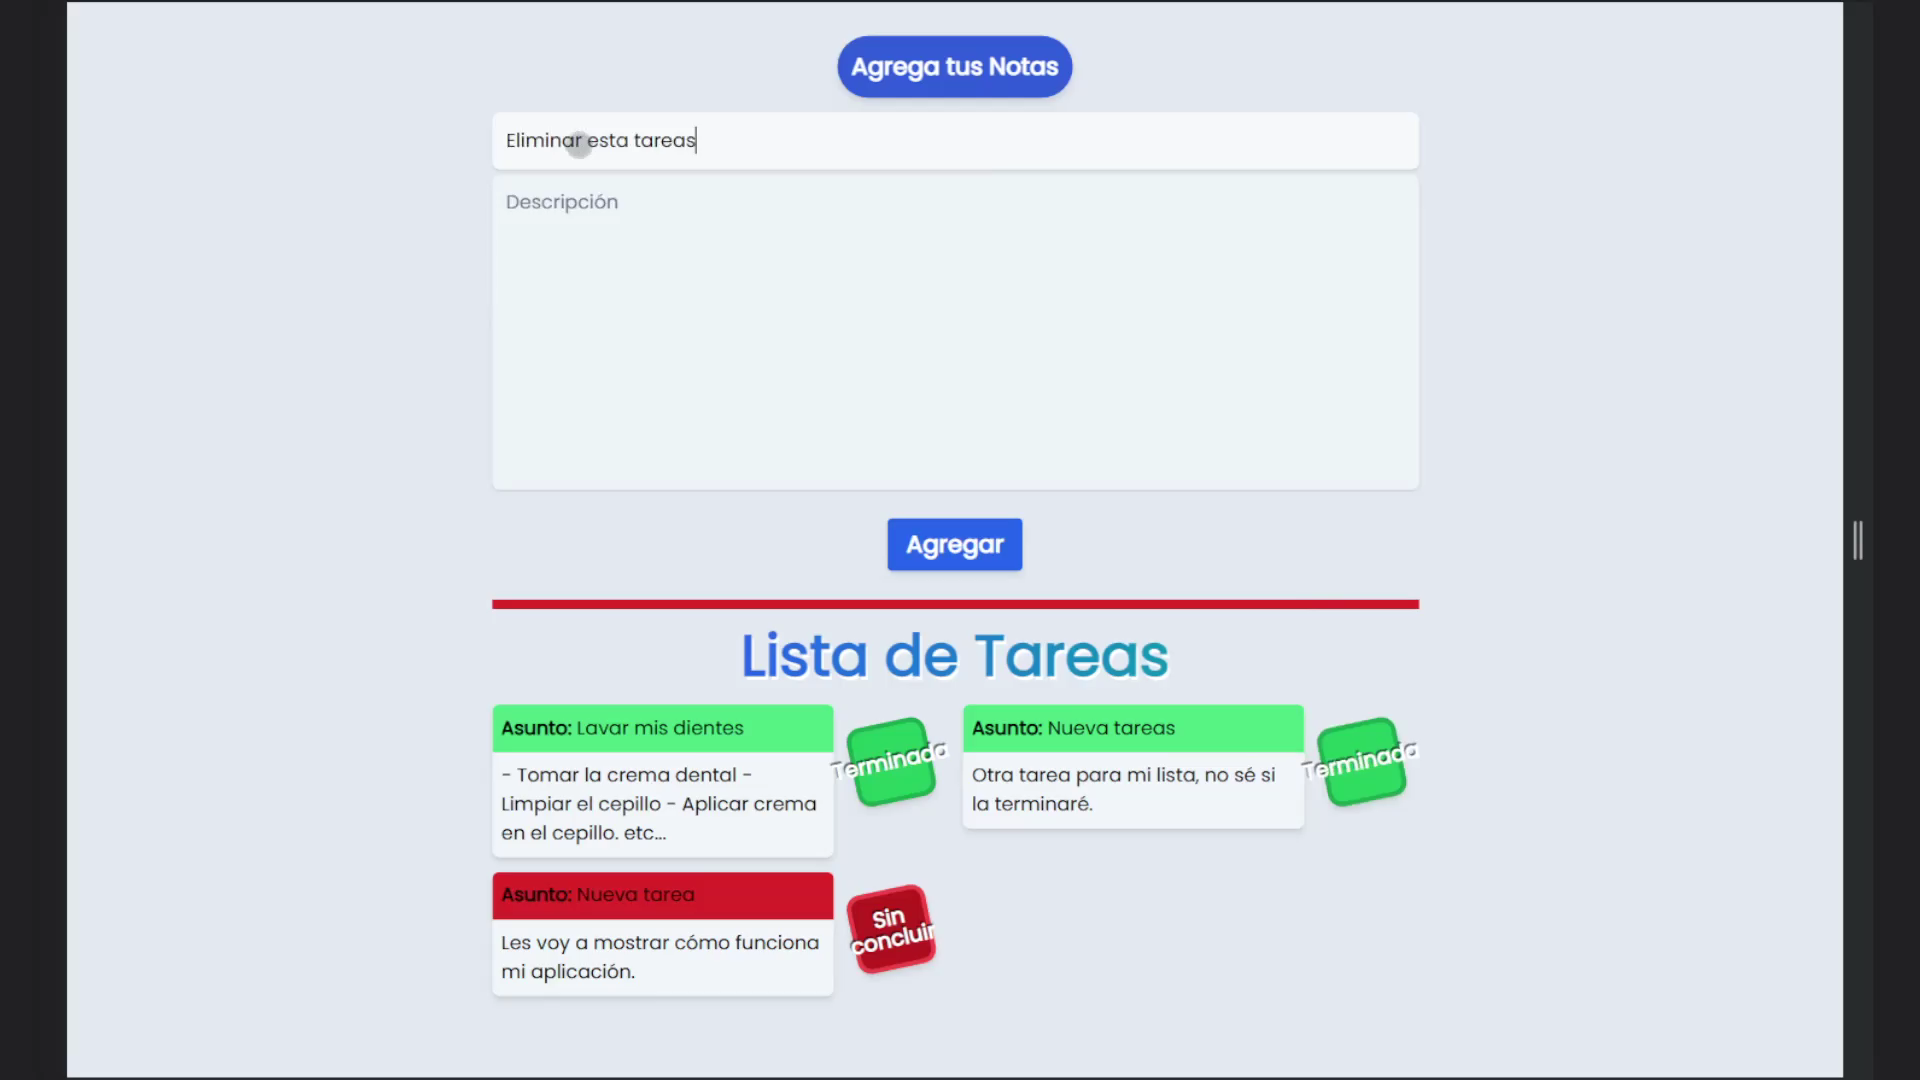 Agrega tus Notas
Eliminar esta tareas
Descripción
Agregar
Lista de Tareas
Asunto: Lavar mis dientes
- Tomar la crema dental -
Limpiar el cepillo - Aplicar crema
en el cepillo. etc...
Terminada
Asunto: Nueva tareas
Otra tarea para mi lista, no sé si
la terminaré.
Terminada
Asunto: Nueva tarea
Les voy a mostrar cómo funciona
mi aplicación.
Sin
concluir